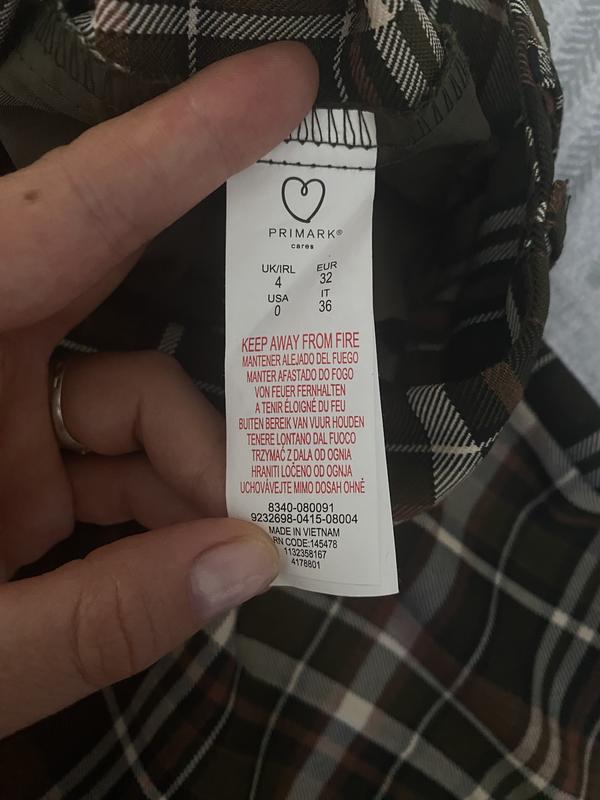 PRIMARK®
cares
UK/IRL EUR
4 32
USA IT
0 36
KEEP AWAY FROM FIRE
MANTENER ALEJADO DEL FUEGO
MANTER AFASTADO DO FOGO
VON FEUER FERNHALTEN
A TENIR ÉLOIGNÉ DU FEU
BUITEN BEREIK VAN VUUR HOUDEN
TENERE LONTANO DAL FUOCO
TRZYMAĆ Z DALA OD OGNIA
HRANITI LOČENO OD OGNJA
UCHOVÁVEJTE MIMO DOSAH OHNĚ
8340-080091
9232698-0415-08004
MADE IN VIETNAM
RN CODE:145478
1132358167
4178801